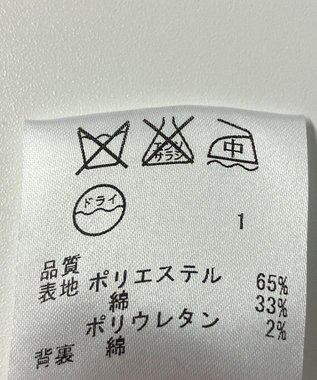 エンソ
サラシ
中
ドライ
1
品質
表地 ポリエステル 65%
綿 33%
ポリウレタン 2%
背裏 綿